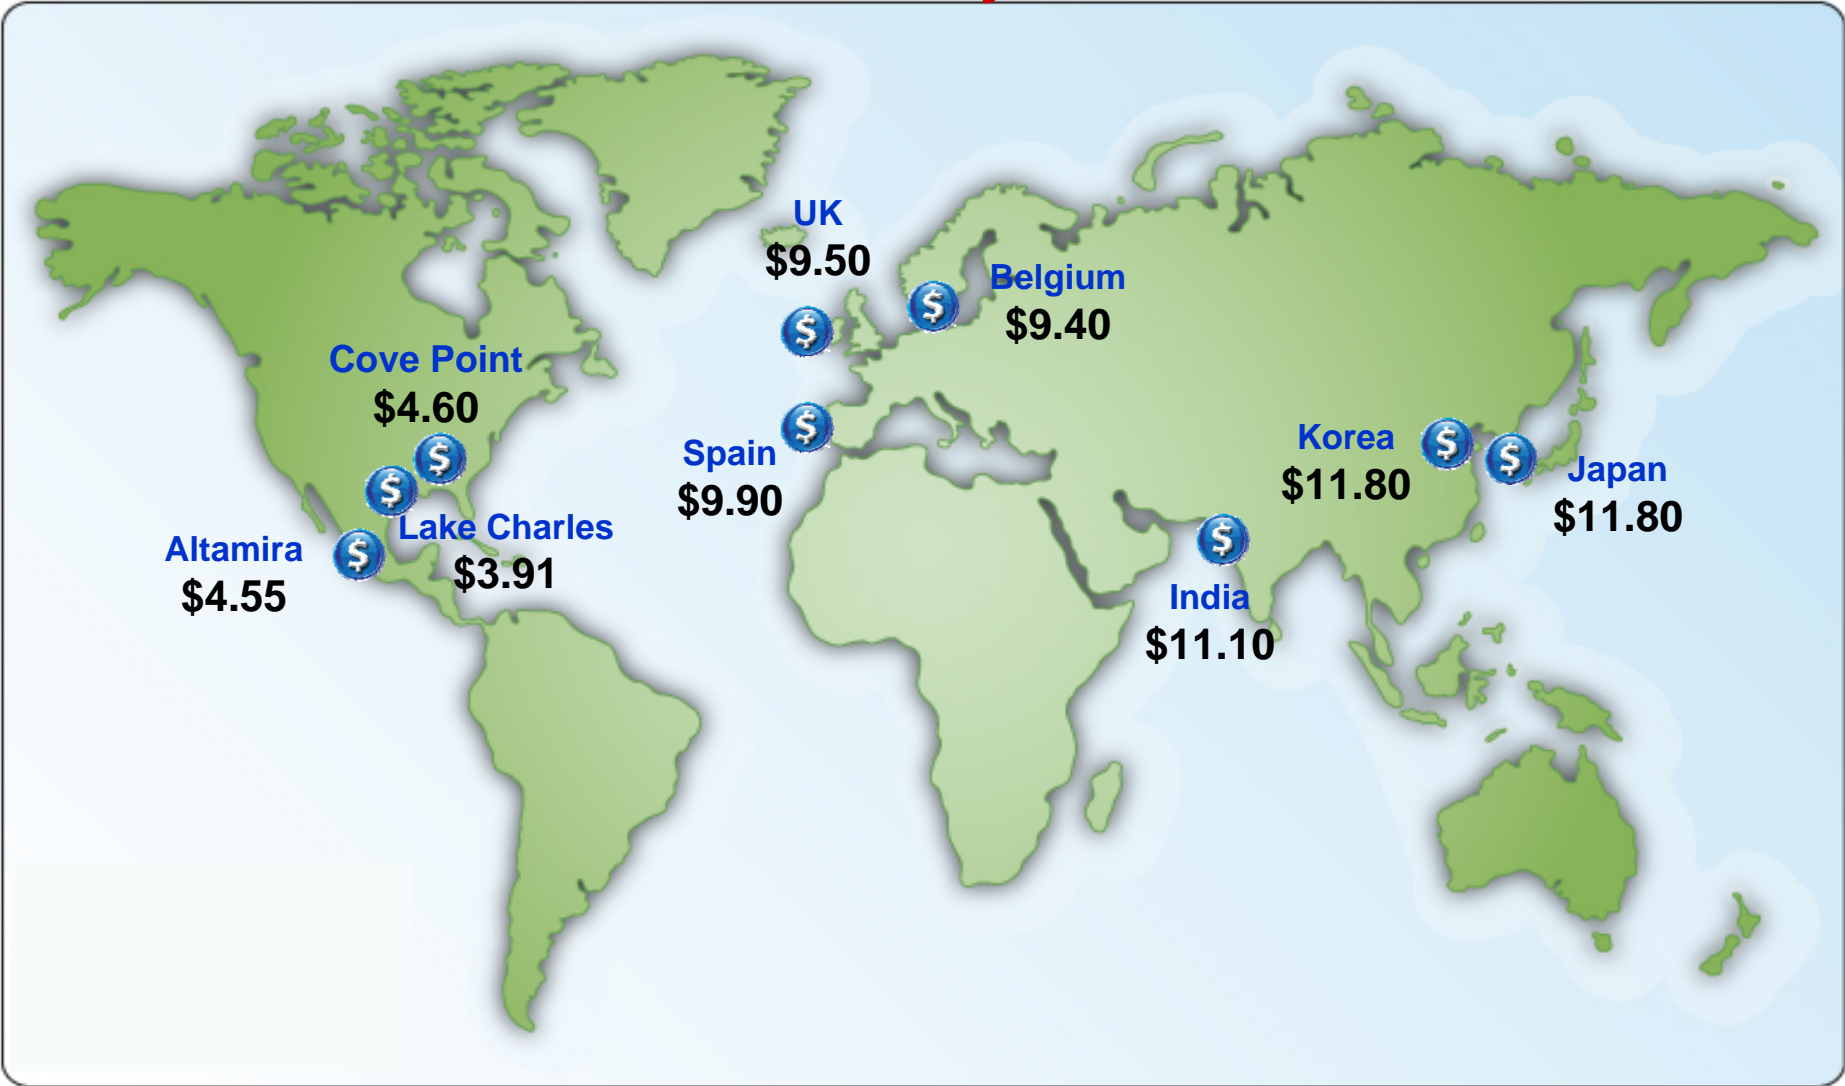 UK
$9.50
Belgium
$9.40
Cove Point
$4.60
Spain
$9.90
Korea
$11.80
Japan
$11.80
Lake Charles
$3.91
Altamira
$4.55
India
$11.10